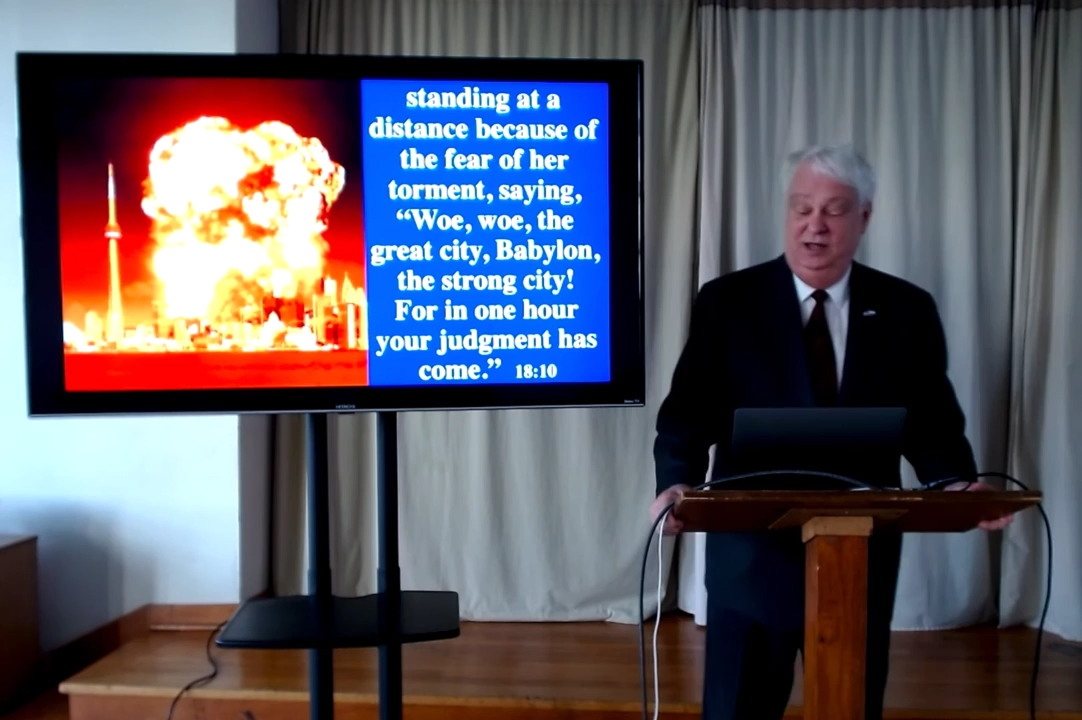 standing at a
distance because of
the fear of her
torment, saying,
“Woe, woe, the
great city, Babylon,
the strong city!
For in one hour
your judgment has
come.” 18:10
HITACHI